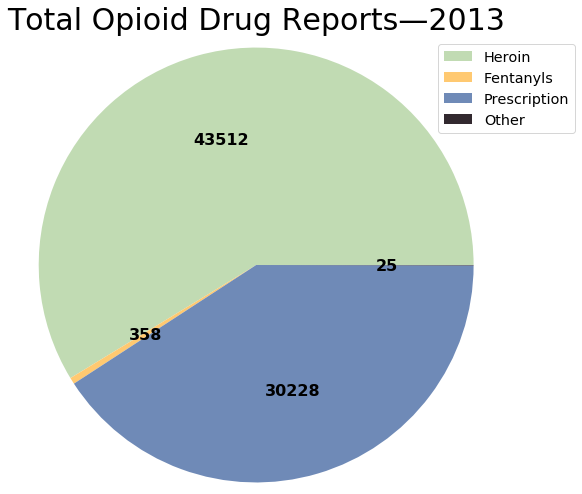 Total Opioid Drug Reports—2013
Heroin
Fentanyls
Prescription
Other
43512
25
358
30228